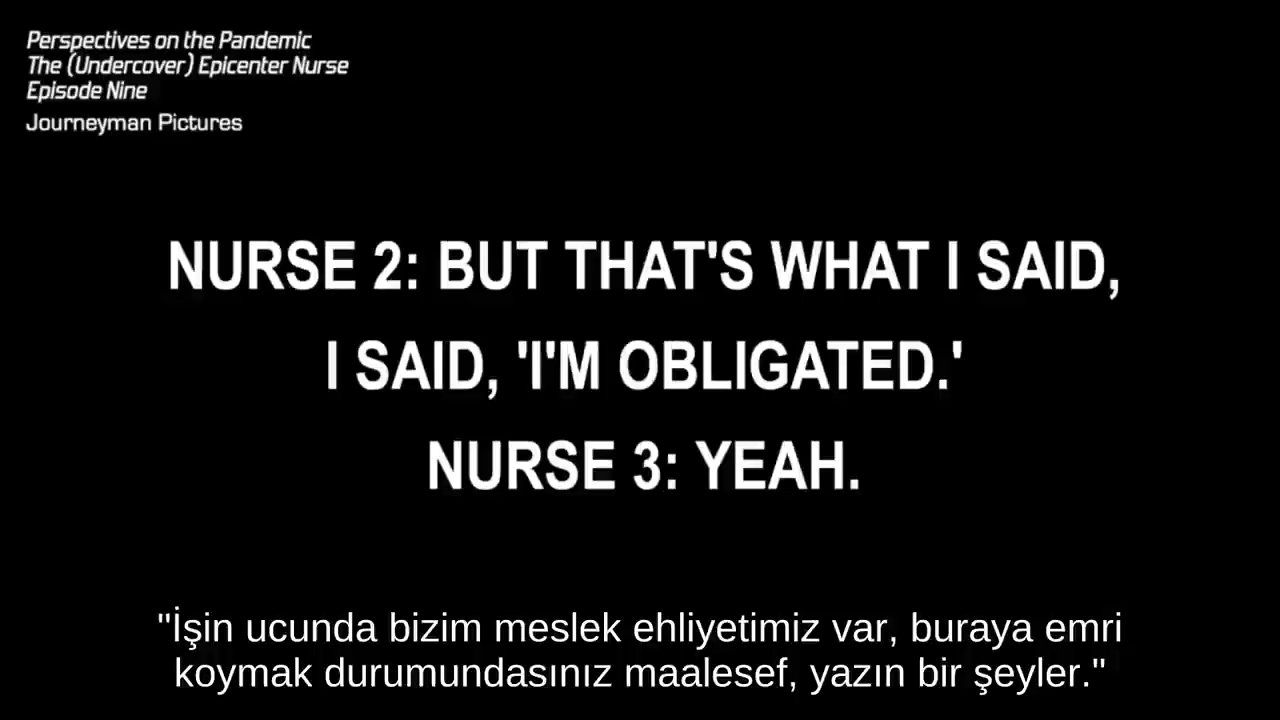 Perspectives on the Pandemic
The (Undercover) Epicenter Nurse
Episode Nine
Journeyman Pictures
NURSE 2: BUT THAT'S WHAT I SAID,
I SAID, 'I'M OBLIGATED.'
NURSE 3: YEAH.
"İşin ucunda bizim meslek ehliyetimiz var, buraya emri
koymak durumundasınız maalesef, yazın bir şeyler."